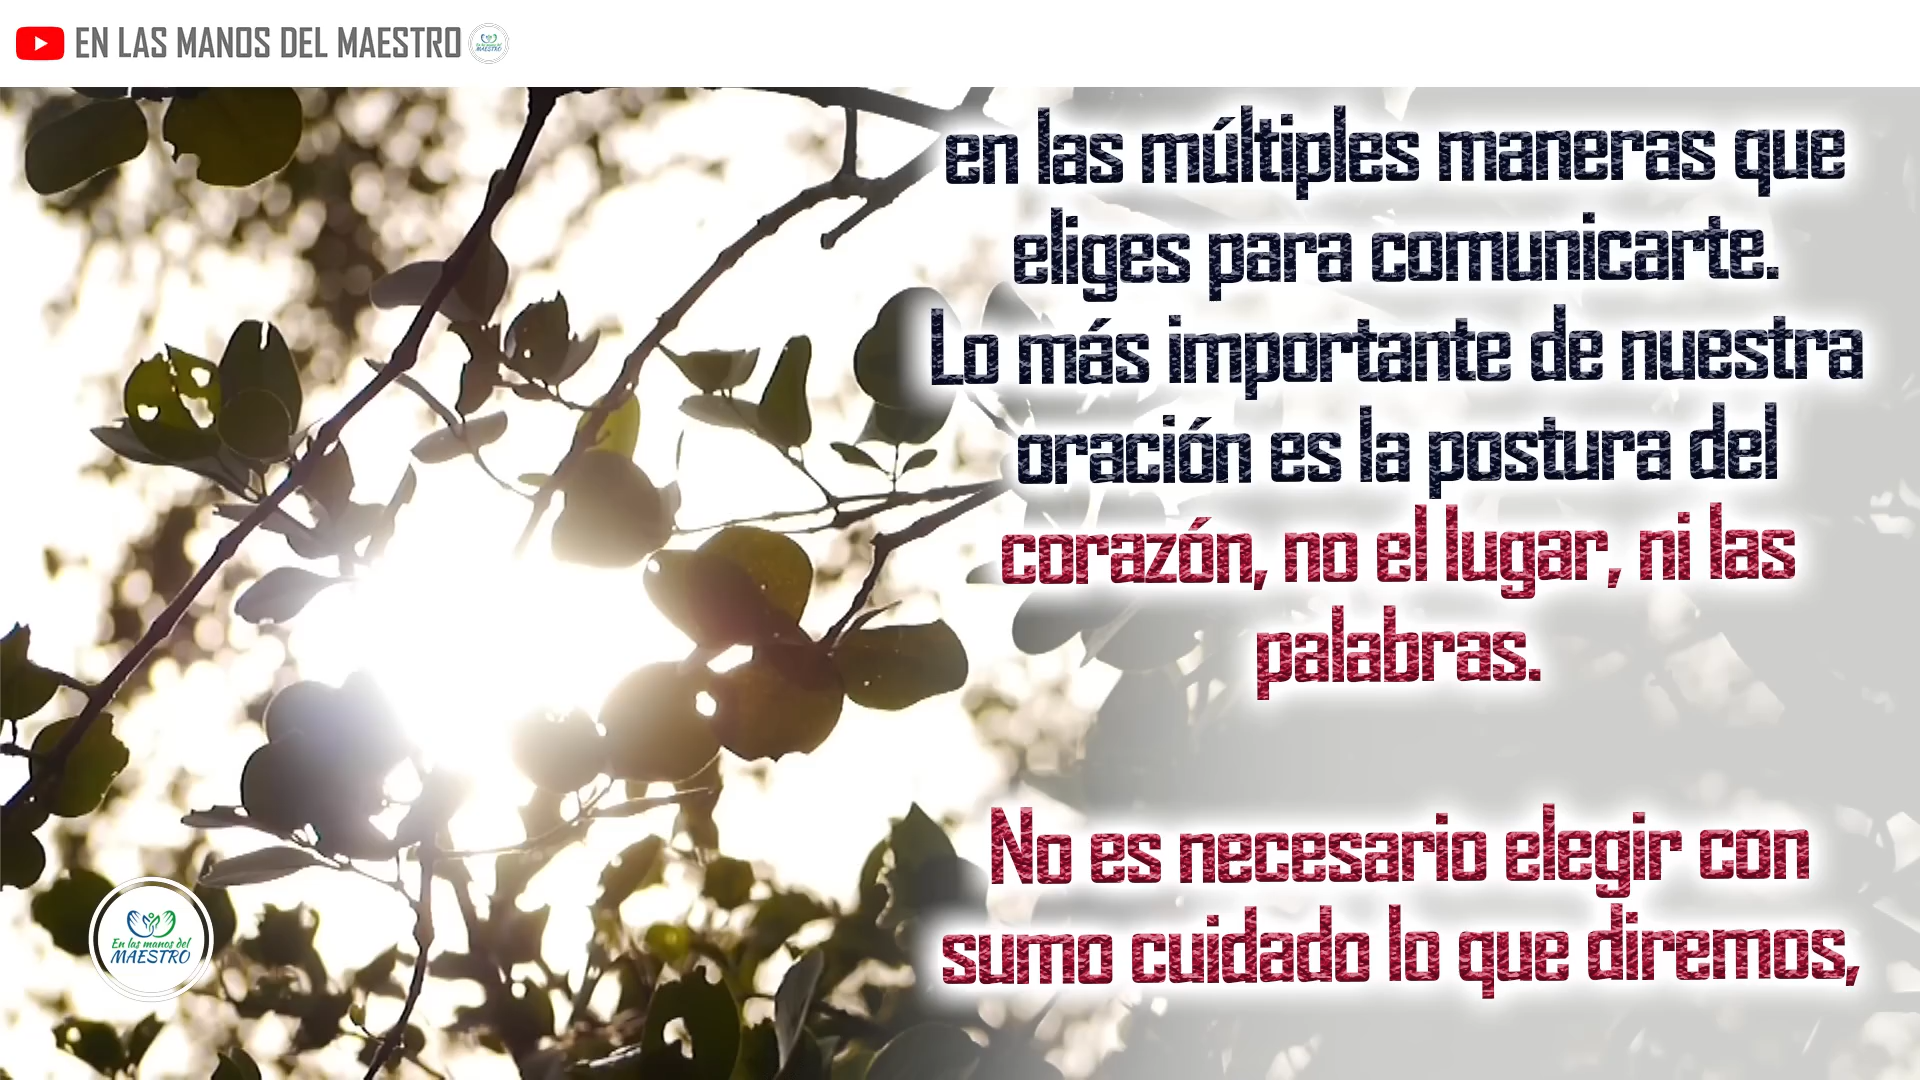 EN LAS MANOS DEL MAESTRO
en las múltiples maneras que
eliges para comunicarte.
Lo más importante de nuestra
oración es la postura del
corazón, no el lugar, ni las
palabras.
No es necesario elegir con
sumo cuidado lo que diremos,
En las manos del
MAESTRO